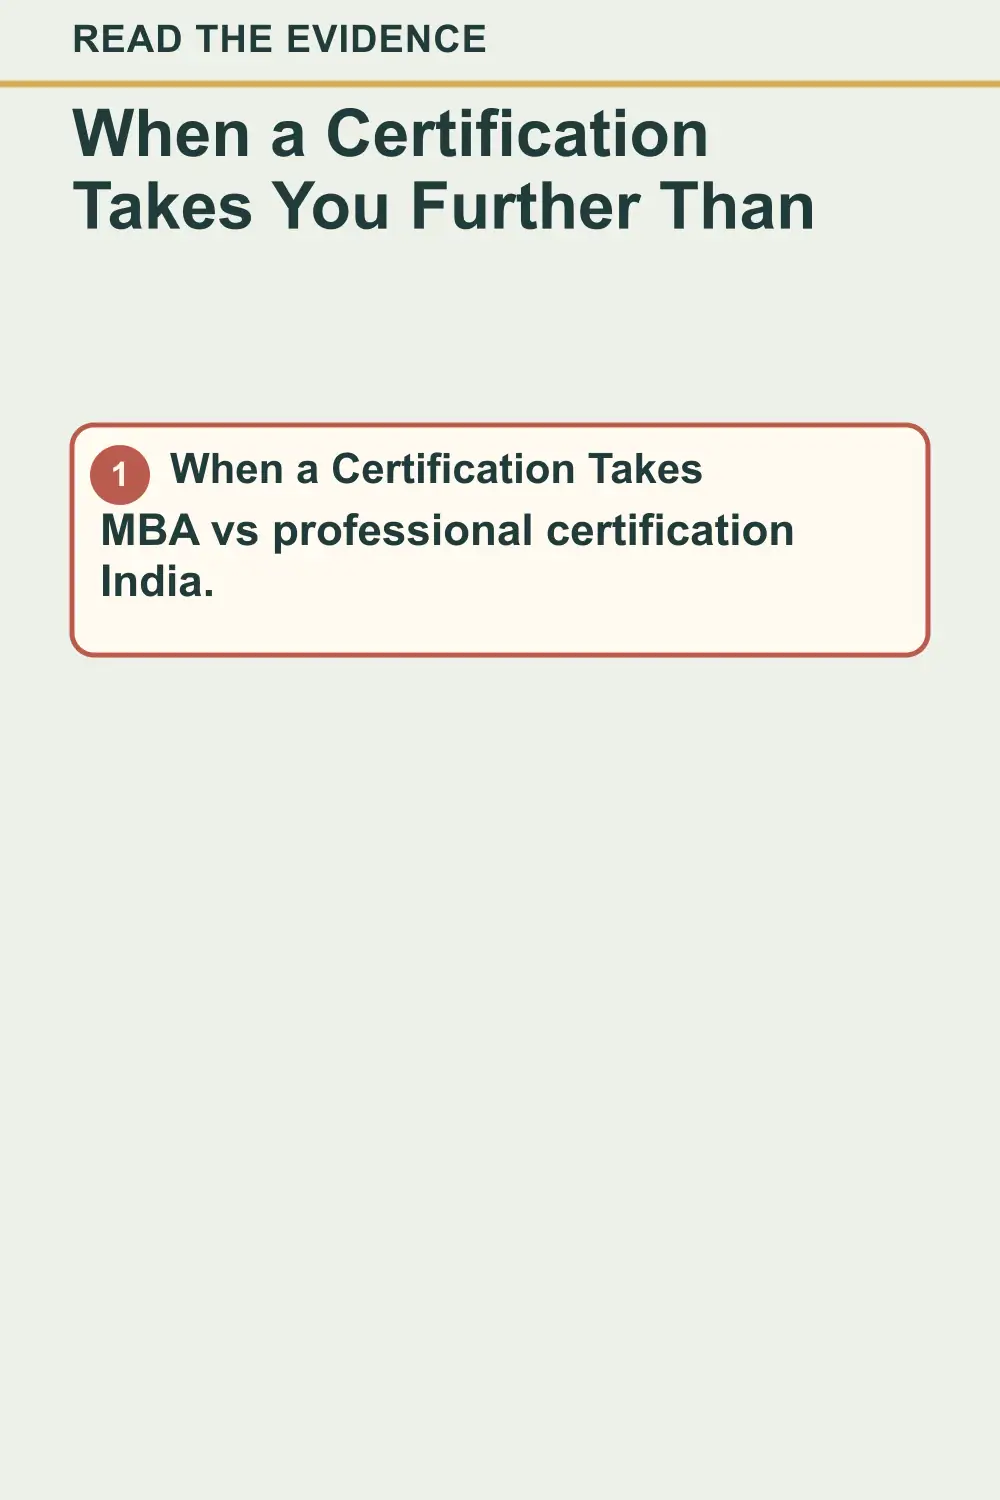 READ THE EVIDENCE
When a Certification
Takes You Further Than
1 When a Certification Takes
MBA vs professional certification
India.